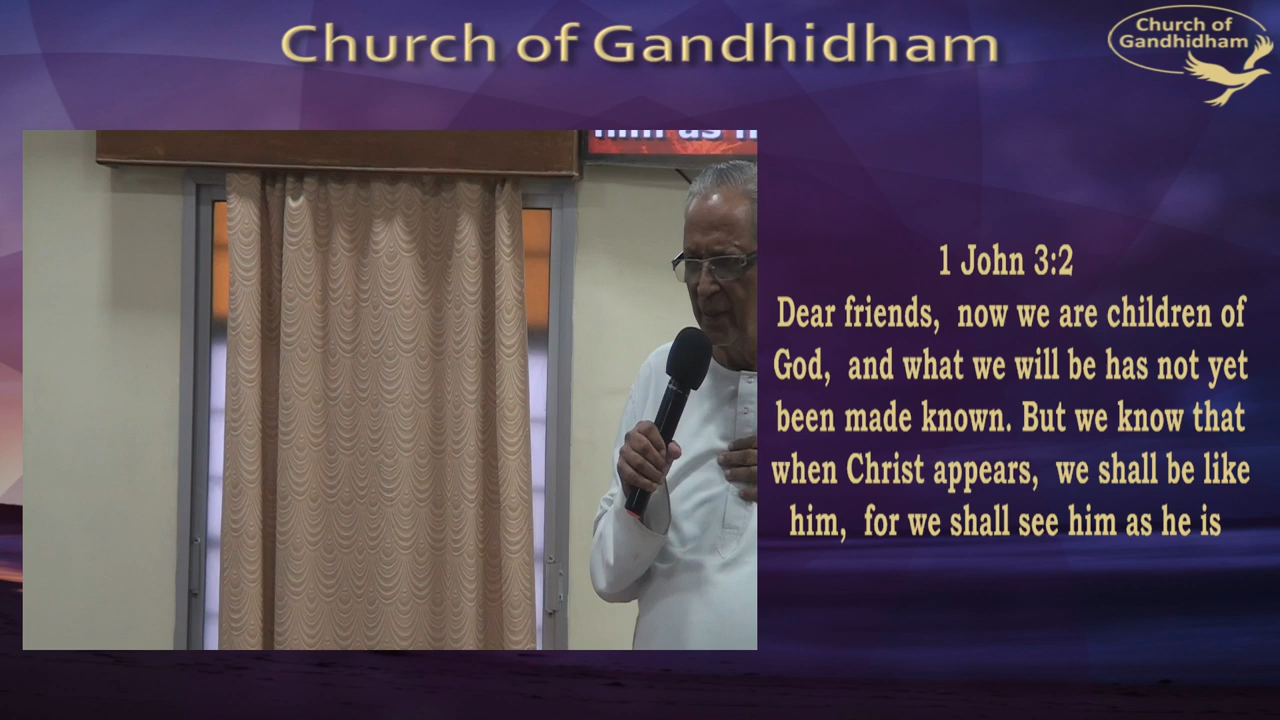 Church of Gandhidham
Church of
Gandhidham
1 John 3:2
Dear friends, now we are children of
God, and what we will be has not yet
been made known. But we know that
when Christ appears, we shall be like
him, for we shall see him as he is